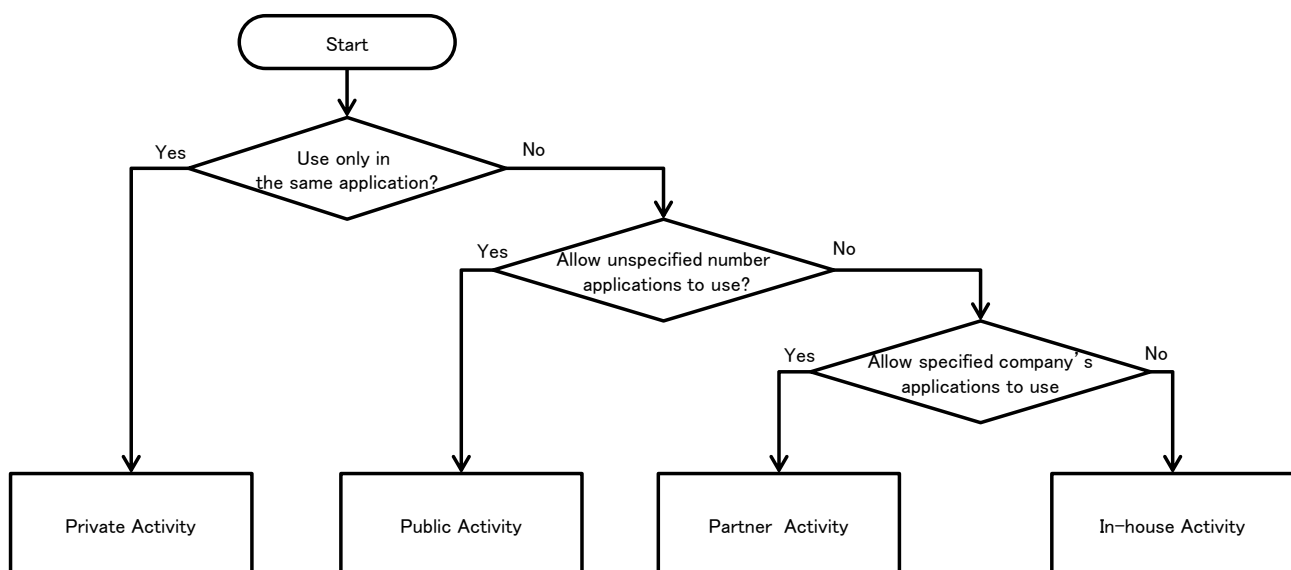 Start
Yes
No
Use only in
the same application?
Yes
No
Allow unspecified number
applications to use?
Yes
No
Allow specified company’s
applications to use
Private Activity
Public Activity
Partner Activity
In-house Activity